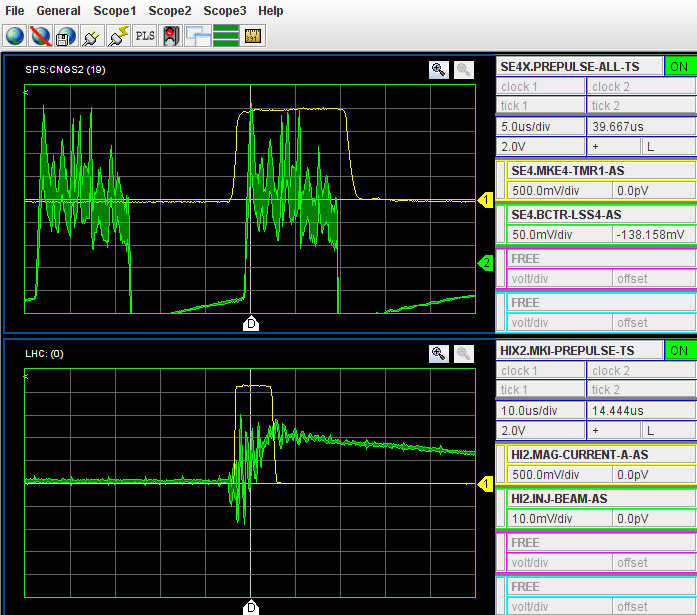 File General Scope1 Scope2 Scope3 Help
PLS
SPS:CNGS2 (19)
SE4X.PREPULSE-ALL-TS ON
clock 1 clock 2
tick 1 tick 2
5.0us/div 39.667us
2.0V + L
SE4.MKE4-TMR1-AS
500.0mV/div 0.0pV
1
SE4.BCTR-LSS4-AS
50.0mV/div -138.158mV
2
FREE
volt/div offset
FREE
volt/div offset
D
LHC: (0)
HIX2.MKI-PREPULSE-TS ON
clock 1 clock 2
tick 1 tick 2
10.0us/div 14.444us
2.0V + L
HI2.MAG-CURRENT-A-AS
500.0mV/div 0.0pV
1
HI2.INJ-BEAM-AS
10.0mV/div 0.0pV
FREE
volt/div offset
FREE
volt/div offset
D